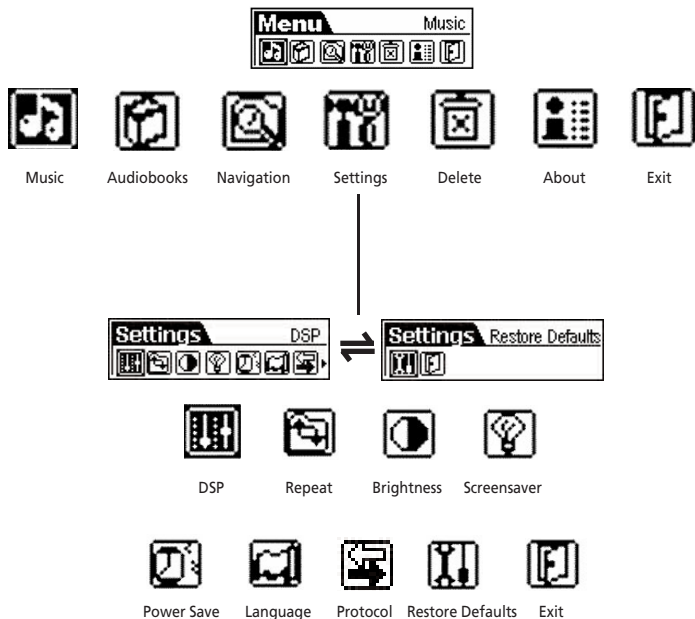 Menu Music
Music Audiobooks Navigation Settings Delete About Exit
Settings DSP Settings Restore Defaults
DSP Repeat Brightness Screensaver
Power Save Language Protocol Restore Defaults Exit